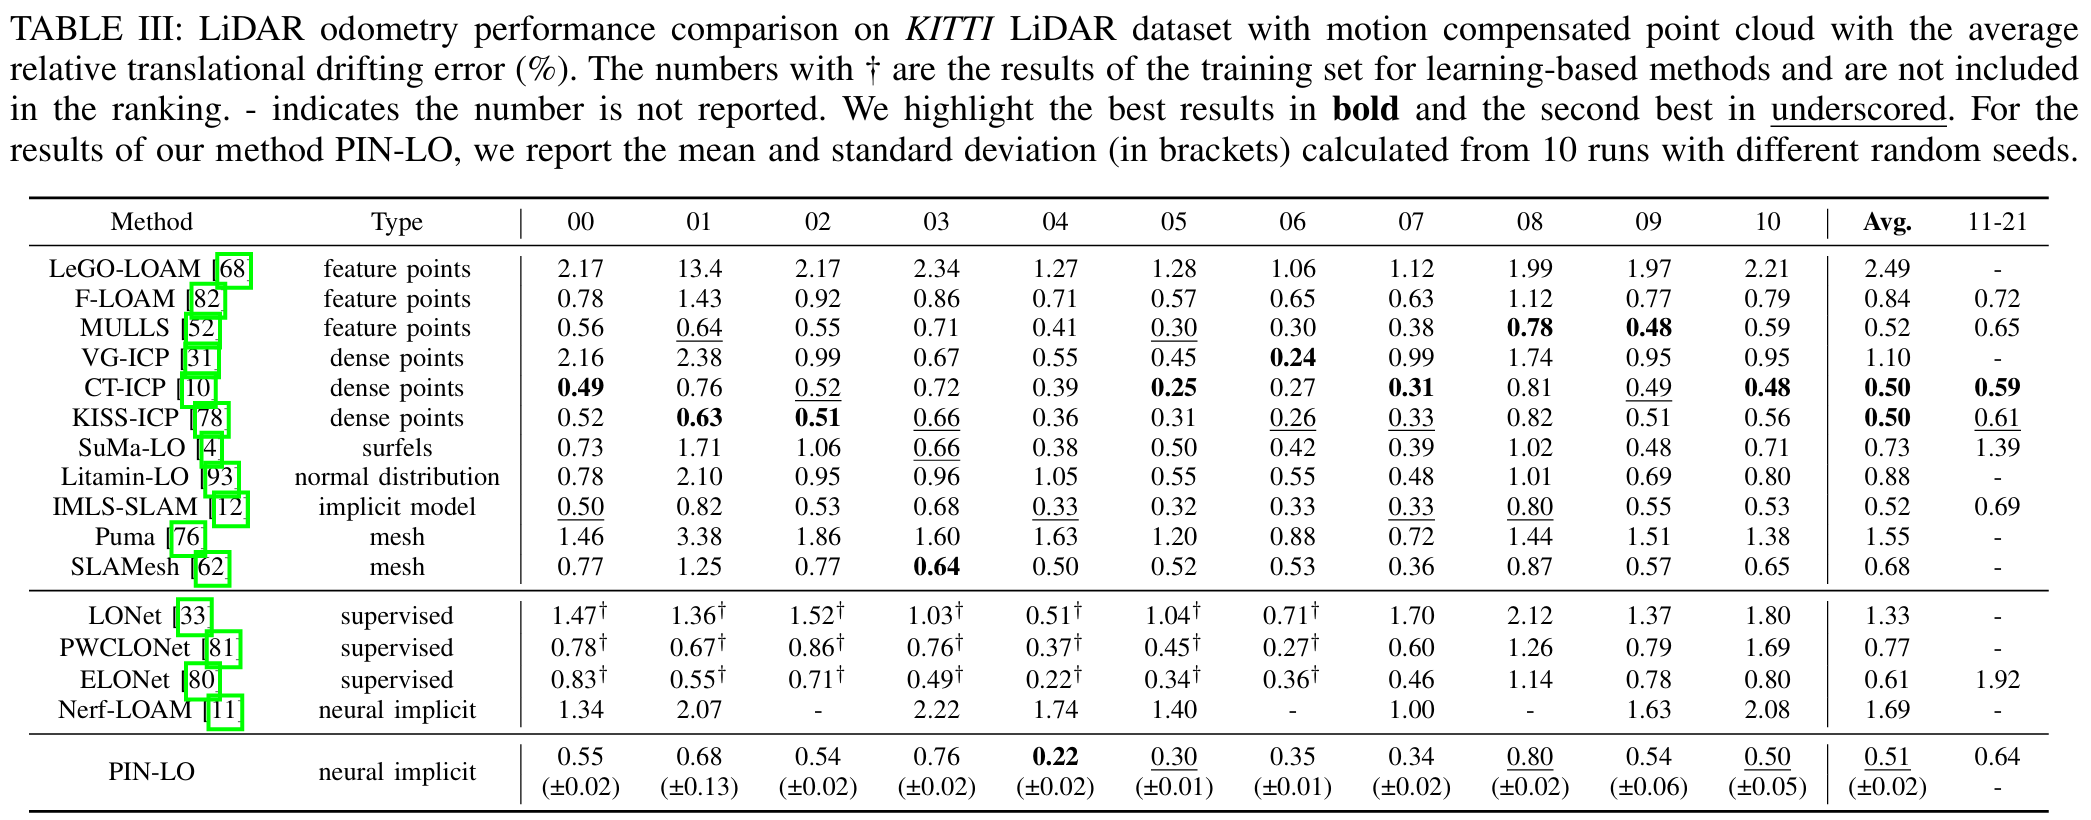 TABLE III: LiDAR odometry performance comparison on KITTI LiDAR dataset with motion compensated point cloud with the average
relative translational drifting error (%). The numbers with † are the results of the training set for learning-based methods and are not included
in the ranking. - indicates the number is not reported. We highlight the best results in bold and the second best in underscored. For the
results of our method PIN-LO, we report the mean and standard deviation (in brackets) calculated from 10 runs with different random seeds.
Method Type 00 01 02 03 04 05 06 07 08 09 10 Avg. 11-21
LeGO-LOAM [68] feature points 2.17 13.4 2.17 2.34 1.27 1.28 1.06 1.12 1.99 1.97 2.21 2.49 -
F-LOAM [82] feature points 0.78 1.43 0.92 0.86 0.71 0.57 0.65 0.63 1.12 0.77 0.79 0.84 0.72
MULLS [52] feature points 0.56 0.64 0.55 0.71 0.41 0.30 0.30 0.38 0.78 0.48 0.59 0.52 0.65
VG-ICP [31] dense points 2.16 2.38 0.99 0.67 0.55 0.45 0.24 0.99 1.74 0.95 0.95 1.10 -
CT-ICP [10] dense points 0.49 0.76 0.52 0.72 0.39 0.25 0.27 0.31 0.81 0.49 0.48 0.50 0.59
KISS-ICP [78] dense points 0.52 0.63 0.51 0.66 0.36 0.31 0.26 0.33 0.82 0.51 0.56 0.50 0.61
SuMa-LO [4] surfels 0.73 1.71 1.06 0.66 0.38 0.50 0.42 0.39 1.02 0.48 0.71 0.73 1.39
Litamin-LO [93] normal distribution 0.78 2.10 0.95 0.96 1.05 0.55 0.55 0.48 1.01 0.69 0.80 0.88 -
IMLS-SLAM [12] implicit model 0.50 0.82 0.53 0.68 0.33 0.32 0.33 0.33 0.80 0.55 0.53 0.52 0.69
Puma [76] mesh 1.46 3.38 1.86 1.60 1.63 1.20 0.88 0.72 1.44 1.51 1.38 1.55 -
SLAMesh [62] mesh 0.77 1.25 0.77 0.64 0.50 0.52 0.53 0.36 0.87 0.57 0.65 0.68 -
LONet [33] supervised 1.47† 1.36† 1.52† 1.03† 0.51† 1.04† 0.71† 1.70 2.12 1.37 1.80 1.33 -
PWCLONet [81] supervised 0.78† 0.67† 0.86† 0.76† 0.37† 0.45† 0.27† 0.60 1.26 0.79 1.69 0.77 -
ELONet [80] supervised 0.83† 0.55† 0.71† 0.49† 0.22† 0.34† 0.36† 0.46 1.14 0.78 0.80 0.61 1.92
Nerf-LOAM [11] neural implicit 1.34 2.07 - 2.22 1.74 1.40 - 1.00 - 1.63 2.08 1.69 -
PIN-LO neural implicit 0.55 0.68 0.54 0.76 0.22 0.30 0.35 0.34 0.80 0.54 0.50 0.51 0.64
(±0.02) (±0.13) (±0.02) (±0.02) (±0.02) (±0.01) (±0.01) (±0.02) (±0.02) (±0.06) (±0.05) (±0.02) -